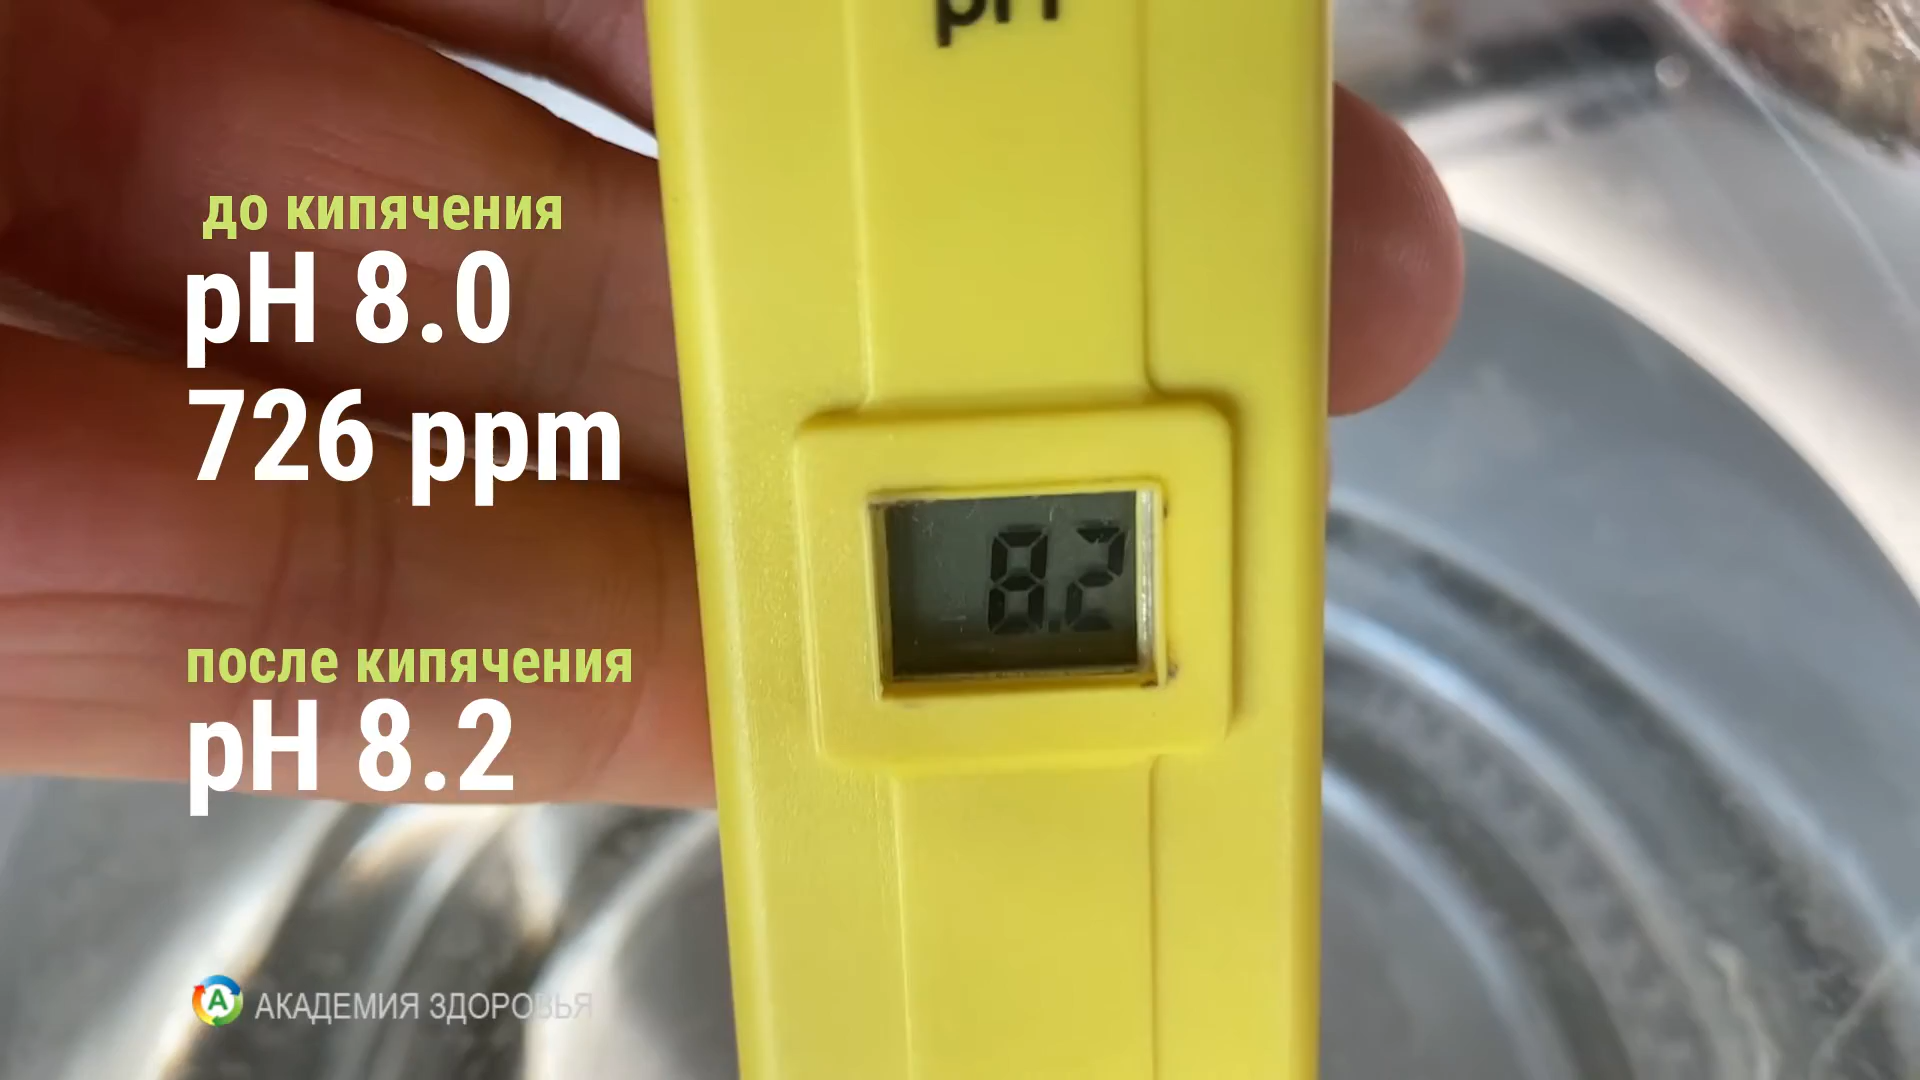 pH
до кипячения
pH 8.0
726 ppm
8.2
после кипячения
pH 8.2
А АКАДЕМИЯ ЗДОРОВЬЯ